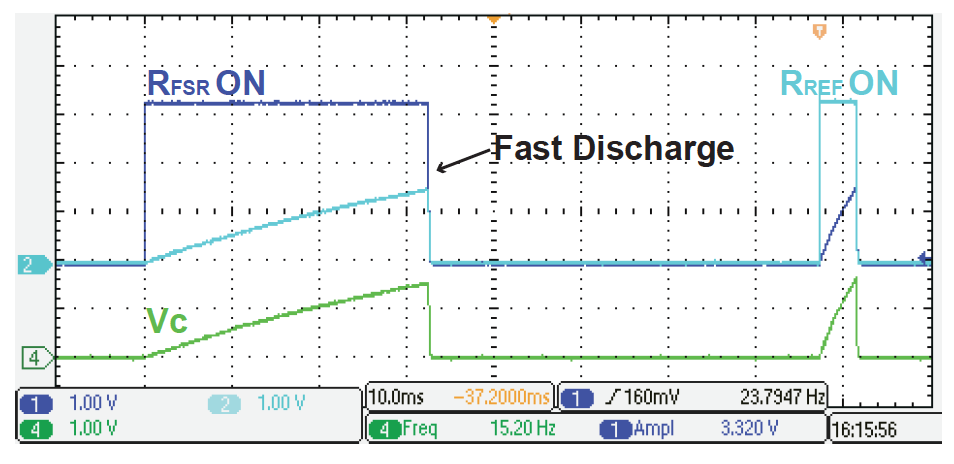 RFSR ON
RREF ON
T
Fast Discharge
2
Vc
4
1 1.00 V 2 1.00 V 10.0ms -37.2000ms 1 160mV 23.7947 Hz
4 1.00 V 4 Freq 15.20 Hz 1 Ampl 3.320 V 16:15:56